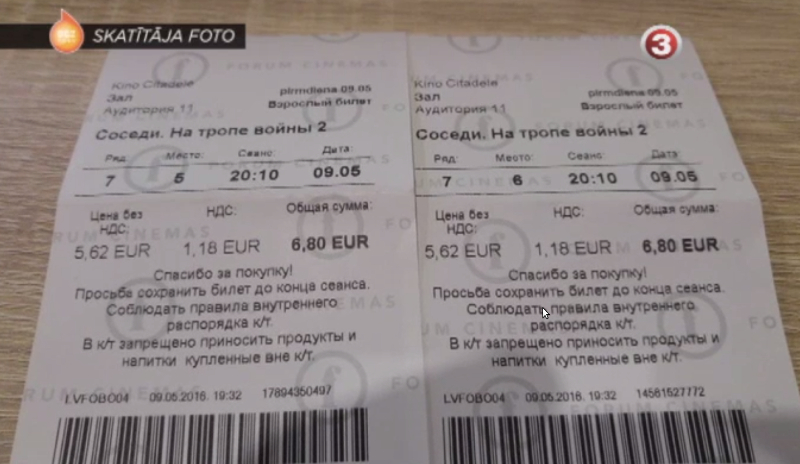 SKATĪTĀJA FOTO
3
FORUM CINEMAS
Kino Citadele
Зал
Аудитория 11
pirmdiena 09.05
Взрослый билет
Соседи. На тропе войны 2
Ряд: Место: Сеанс: Дата:
7 5 20:10 09.05
Цена без НДС: НДС: Общая сумма:
5,62 EUR 1,18 EUR 6,80 EUR
Спасибо за покупку!
Просьба сохранить билет до конца сеанса.
Соблюдать правила внутреннего
распорядка к/т.
В к/т запрещено приносить продукты и
напитки купленные вне к/т.
LVFOBO04 09.05.2016. 19:32 17894350497
Kino Citadele
Зал
Аудитория 11
pirmdiena 09.05
Взрослый билет
Соседи. На тропе войны 2
Ряд: Место: Сеанс: Дата:
7 6 20:10 09.05
Цена без НДС: НДС: Общая сумма:
5,62 EUR 1,18 EUR 6,80 EUR
Спасибо за покупку!
Просьба сохранить билет до конца сеанса.
Соблюдать правила внутреннего
распорядка к/т.
В к/т запрещено приносить продукты и
напитки купленные вне к/т.
LVFOBO04 09.05.2016. 19:32 14561527772